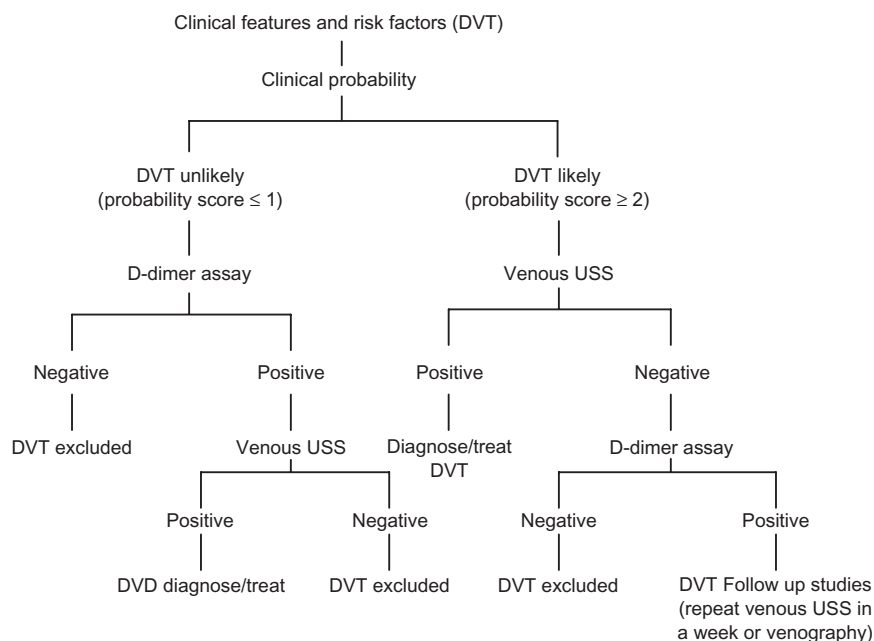 Clinical features and risk factors (DVT)
Clinical probability
DVT unlikely
(probability score ≤ 1)
DVT likely
(probability score ≥ 2)
D-dimer assay
Venous USS
Negative
Positive
Positive
Negative
DVT excluded
Venous USS
Diagnose/treat
DVT
D-dimer assay
Positive
Negative
Negative
Positive
DVD diagnose/treat
DVT excluded
DVT excluded
DVT Follow up studies
(repeat venous USS in
a week or venography)